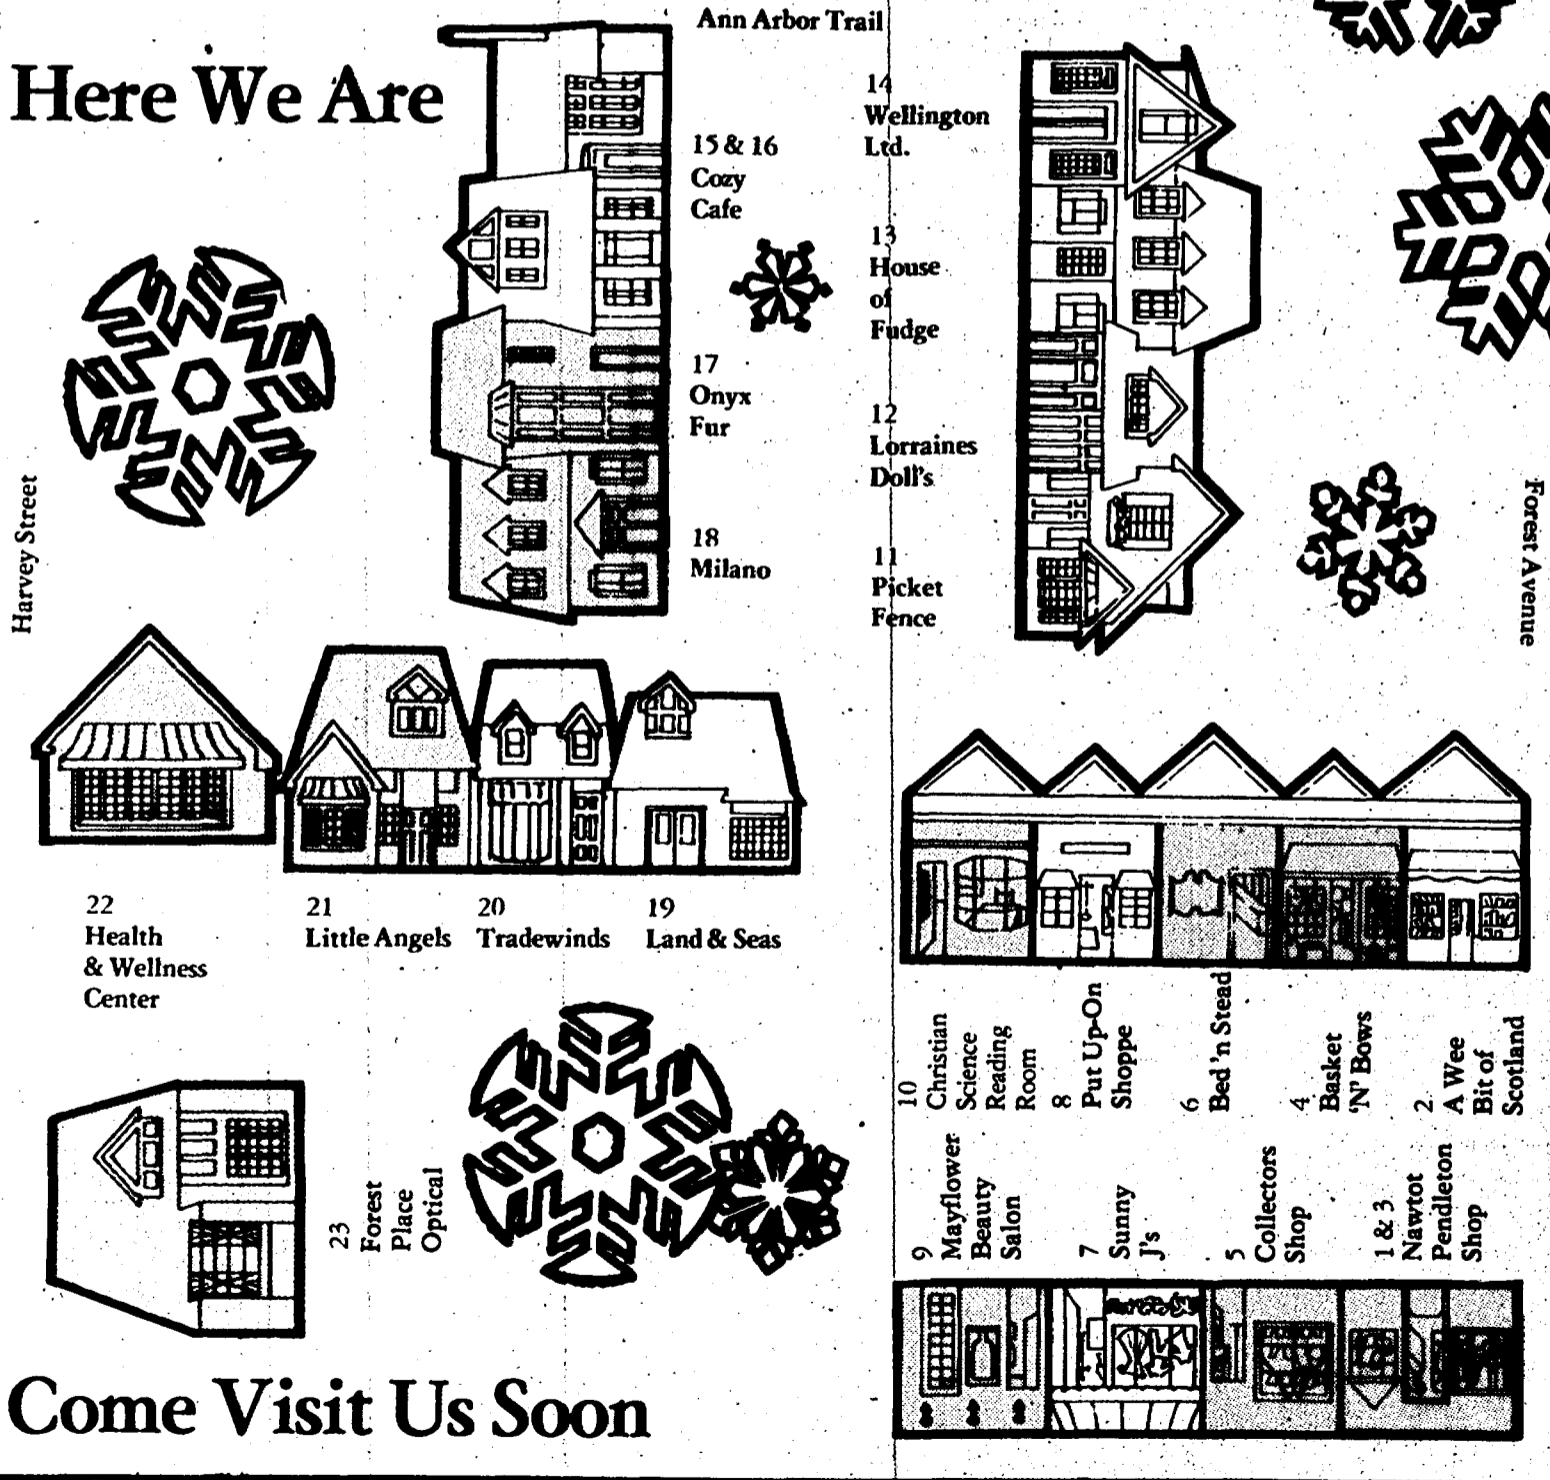 Ann Arbor Trail
Here We Are
14
Wellington
Ltd.
15 & 16
Cozy
Cafe
13
House
of
Fudge
17
Onyx
Fur
12
Lorraines
Doll's
18
Milano
11
Picket
Fence
Harvey Street
Forest Avenue
22
Health
& Wellness
Center
21
Little Angels
20
Tradewinds
19
Land & Seas
10
Christian
Science
Reading
Room
8
Put Up-On
Shoppe
6
Bed 'n Stead
4
Basket
'N' Bows
2
A Wee
Bit of
Scotland
23
Forest
Place
Optical
9
Mayflower
Beauty
Salon
7
Sunny
J's
5
Collectors
Shop
1 & 3
Nawtot
Pendleton
Shop
Come Visit Us Soon